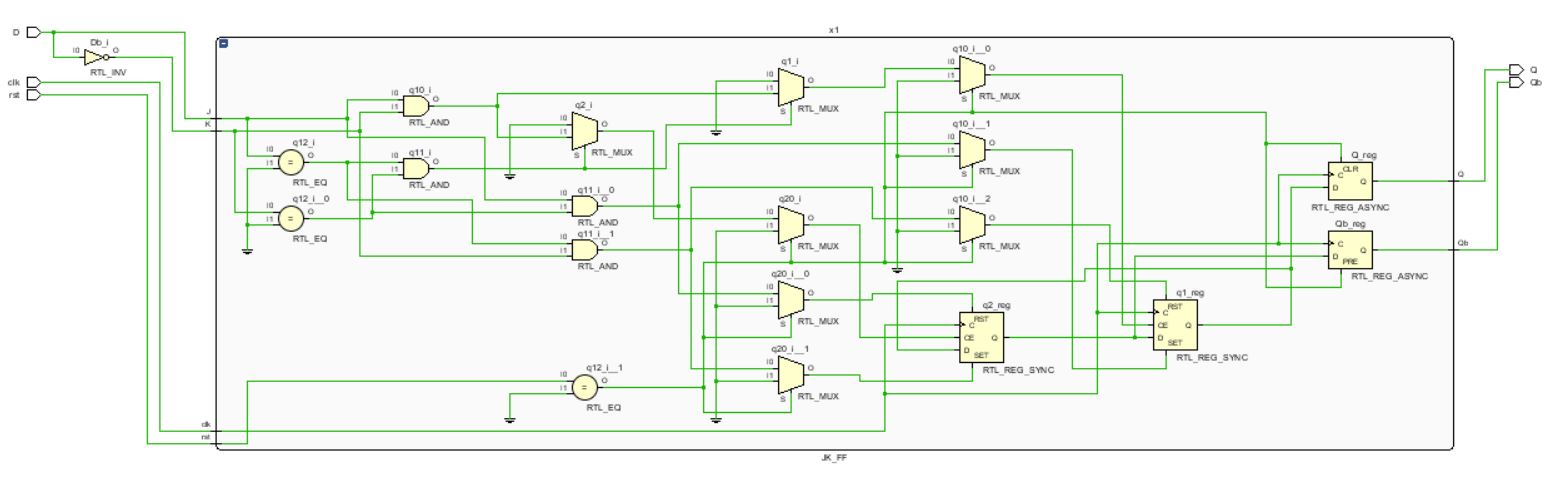 x1
D
Db_i
I0 O
RTL_INV
clk
rst
J
K
q10_i
I0 O
I1
RTL_AND
q12_i
I0 O
I1
=
RTL_EQ
q11_i
I0 O
I1
RTL_AND
q12_i__0
I0 O
I1
=
RTL_EQ
q2_i
I0 O
I1
S
RTL_MUX
q11_i__0
I0 O
I1
RTL_AND
q11_i__1
I0 O
I1
RTL_AND
q12_i__1
I0 O
I1
=
RTL_EQ
q1_i
I0 O
I1
S
RTL_MUX
q20_i
I0 O
I1
S
RTL_MUX
q20_i__0
I0 O
I1
S
RTL_MUX
q20_i__1
I0 O
I1
S
RTL_MUX
q10_i__0
I0 O
I1
S
RTL_MUX
q10_i__1
I0 O
I1
S
RTL_MUX
q10_i__2
I0 O
I1
S
RTL_MUX
q2_reg
RST
C
CE Q
D
SET
RTL_REG_SYNC
q1_reg
RST
C
CE Q
D
SET
RTL_REG_SYNC
Q_reg
CLR
C
Q
D
RTL_REG_ASYNC
Qb_reg
C
Q
D
PRE
RTL_REG_ASYNC
Q
Qb
Q
Qb
clk
rst
JK_FF